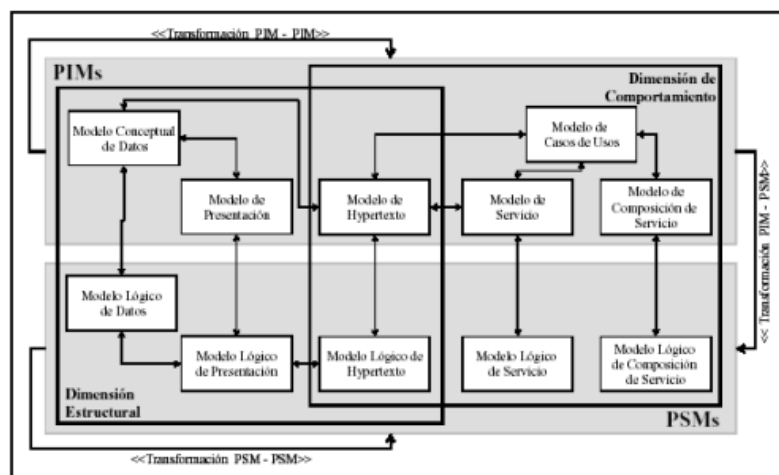 <<Transformación PIM - PIM>>
PIMs
Dimensión de
Comportamiento
Modelo Conceptual
de Datos
Modelo de
Casos de Usos
Modelo de
Presentación
Modelo de
Hypertexto
Modelo de
Servicio
Modelo de
Composición de
Servicio
<< Transformación PIM - PSM>>
Modelo Lógico
de Datos
Modelo Lógico
de Presentación
Modelo Lógico de
Hypertexto
Modelo Lógico
de Servicio
Modelo Lógico
de Composición
de Servicio
Dimensión
Estructural
PSMs
<<Transformación PSM - PSM>>